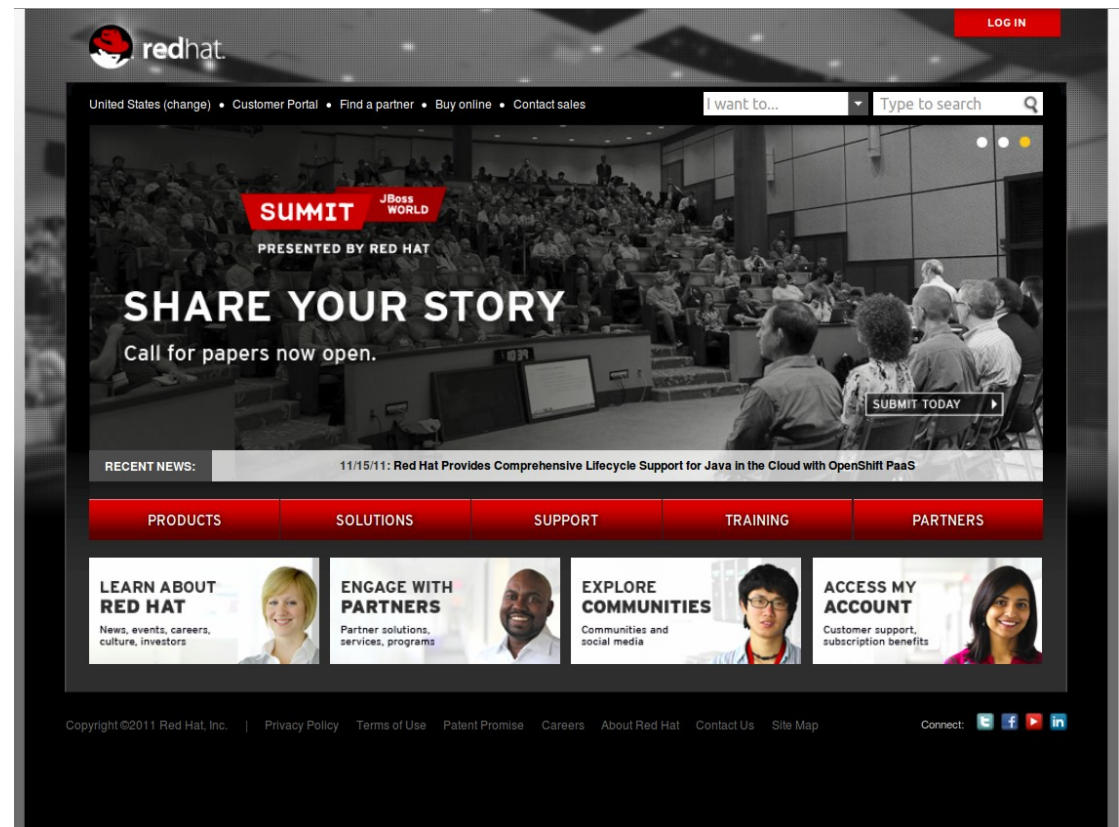 LOG IN
redhat.
United States (change) • Customer Portal • Find a partner • Buy online • Contact sales
I want to...
Type to search
SUMMIT
JBoss
WORLD
PRESENTED BY RED HAT
SHARE YOUR STORY
Call for papers now open.
10:39
SUBMIT TODAY
RECENT NEWS:
11/15/11: Red Hat Provides Comprehensive Lifecycle Support for Java in the Cloud with OpenShift PaaS
PRODUCTS
SOLUTIONS
SUPPORT
TRAINING
PARTNERS
LEARN ABOUT
RED HAT
News, events, careers,
culture, investors
ENGAGE WITH
PARTNERS
Partner solutions,
services, programs
EXPLORE
COMMUNITIES
Communities and
social media
ACCESS MY
ACCOUNT
Customer support,
subscription benefits
Copyright ©2011 Red Hat, Inc. | Privacy Policy Terms of Use Patent Promise Careers About Red Hat Contact Us Site Map
Connect: